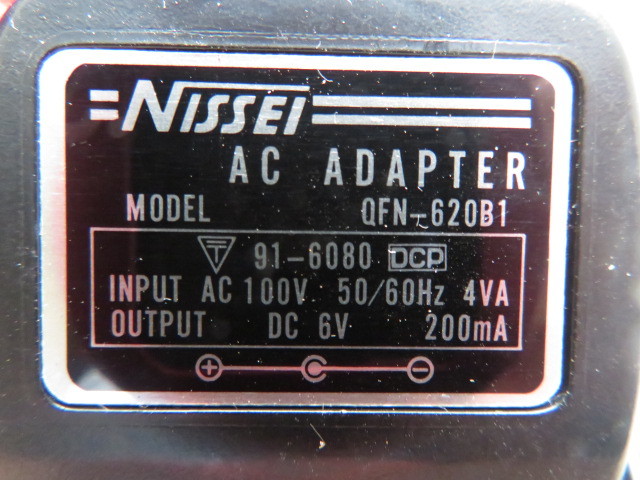 NISSEI
AC ADAPTER
MODEL QFN-620B1
T 91-6080 DCP
INPUT AC 100V 50/60Hz 4VA
OUTPUT DC 6V 200mA
+ −